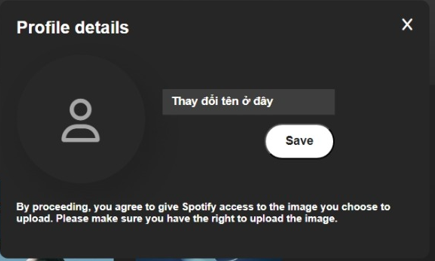 Profile details
Thay đổi tên ở đây
Save
By proceeding, you agree to give Spotify access to the image you choose to
upload. Please make sure you have the right to upload the image.